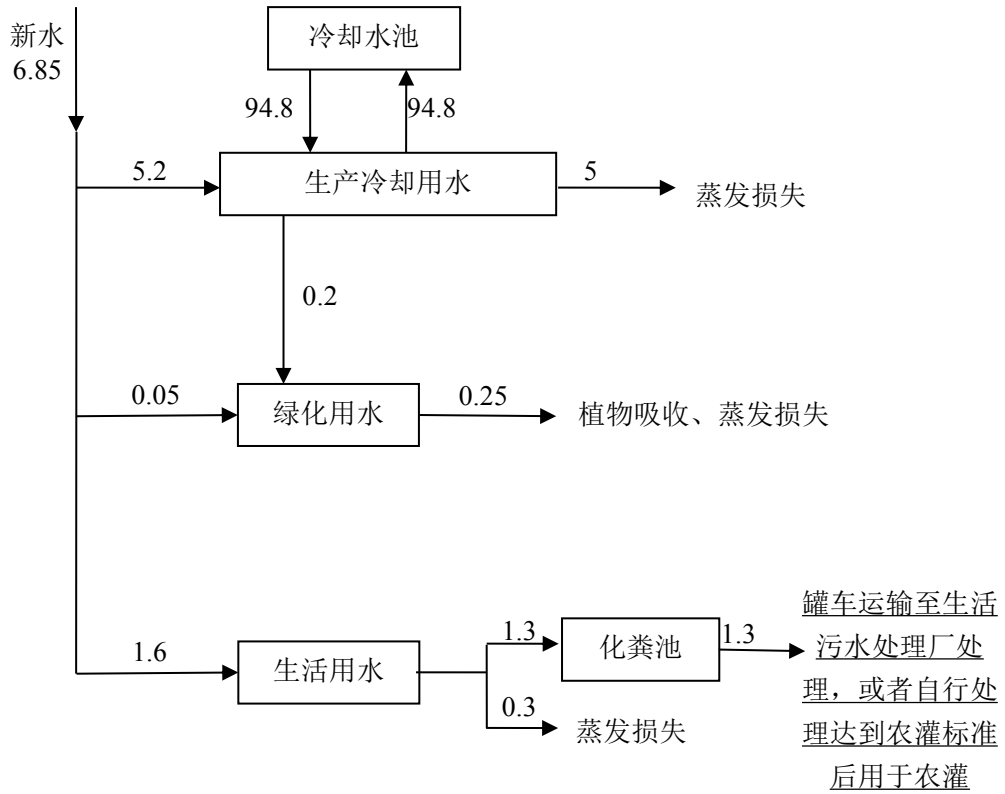 新水
6.85
冷却水池
94.8
94.8
5.2
生产冷却用水
5
蒸发损失
0.2
0.05
绿化用水
0.25
植物吸收、蒸发损失
1.6
生活用水
1.3
化粪池
1.3
0.3
蒸发损失
罐车运输至生活
污水处理厂处
理，或者自行处
理达到农灌标准
后用于农灌